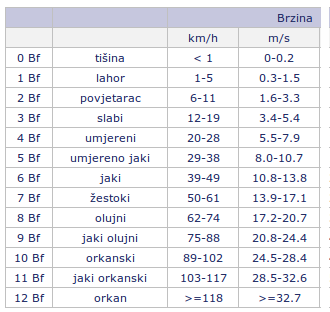 Brzina
km/h m/s
0 Bf tišina < 1 0-0.2
1 Bf lahor 1-5 0.3-1.5
2 Bf povjetarac 6-11 1.6-3.3
3 Bf slabi 12-19 3.4-5.4
4 Bf umjereni 20-28 5.5-7.9
5 Bf umjereno jaki 29-38 8.0-10.7
6 Bf jaki 39-49 10.8-13.8
7 Bf žestoki 50-61 13.9-17.1
8 Bf olujni 62-74 17.2-20.7
9 Bf jaki olujni 75-88 20.8-24.4
10 Bf orkanski 89-102 24.5-28.4
11 Bf jaki orkanski 103-117 28.5-32.6
12 Bf orkan >=118 >=32.7